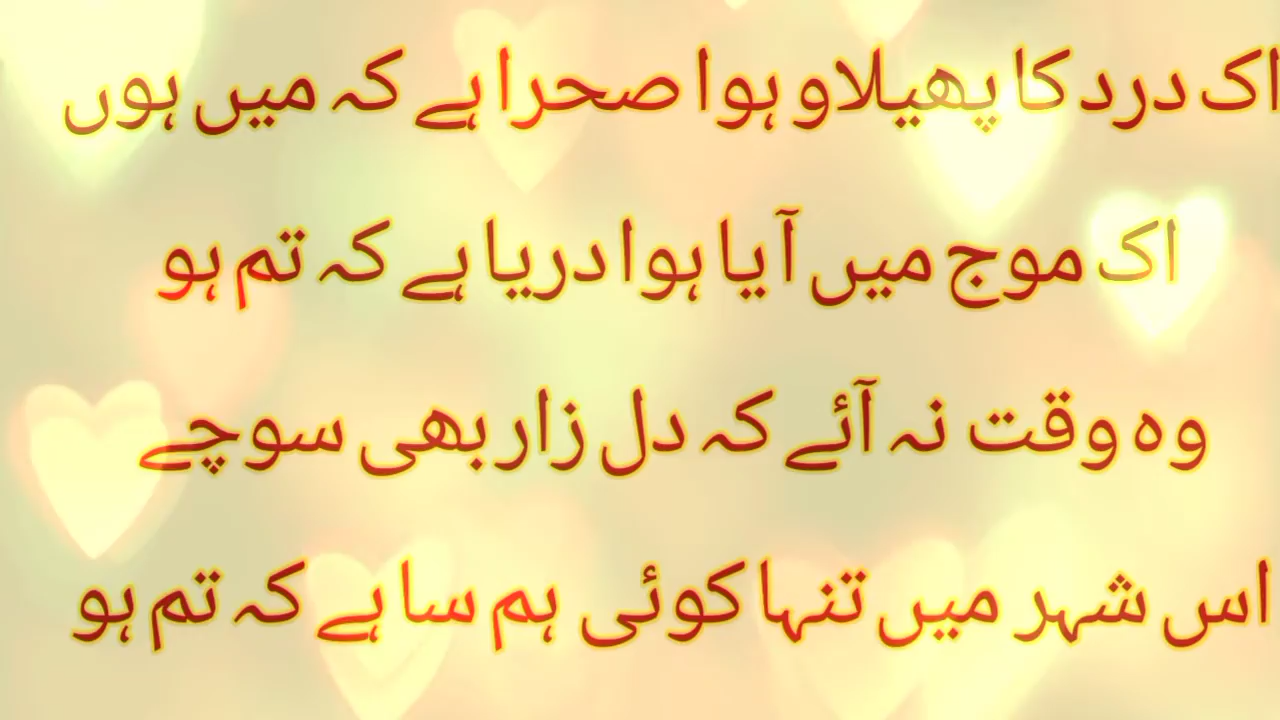 اک درد کا پھیلاو ہوا صحرا ہے کہ میں ہوں
اک موج میں آیا ہوا دریا ہے کہ تم ہو
وہ وقت نہ آئے کہ دل زار بھی سوچے
اس شہر میں تنہا کوئی ہم سا ہے کہ تم ہو